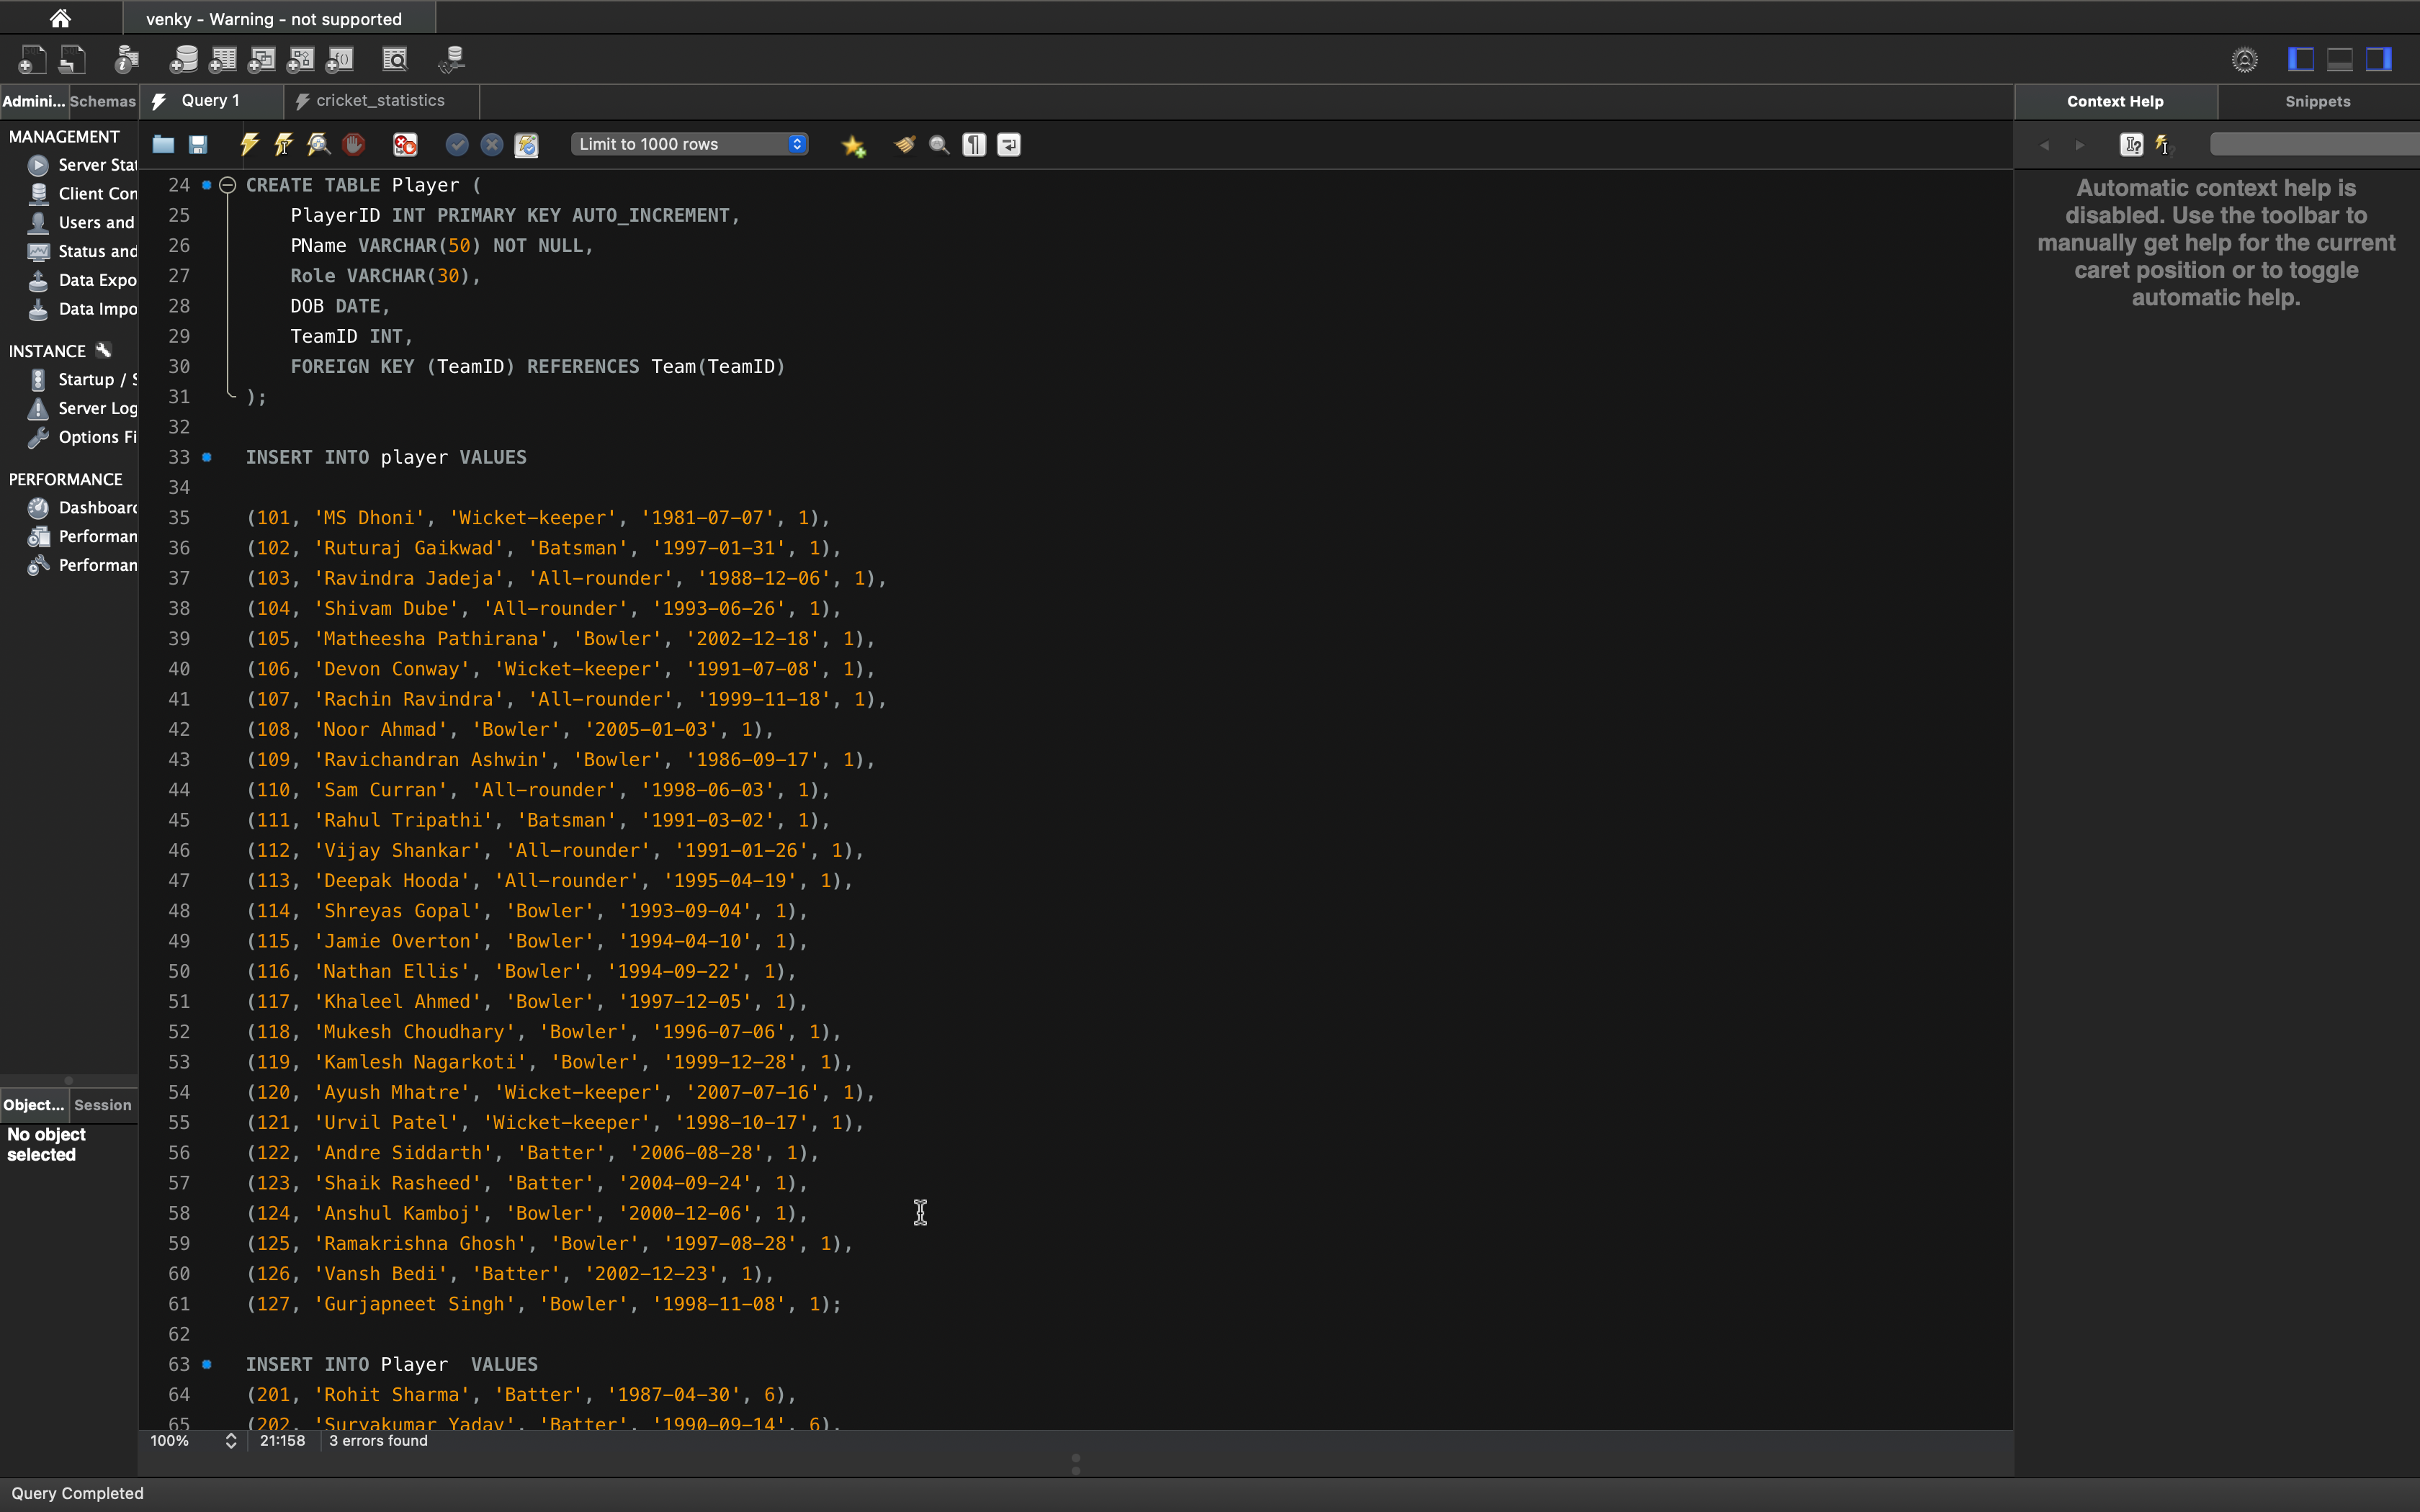 venky - Warning - not supported
Admini... Schemas
Query 1
cricket_statistics
Context Help
Snippets
MANAGEMENT
Server Sta
Client Con
Users and
Status and
Data Expo
Data Impo
INSTANCE
Startup / S
Server Log
Options Fi
PERFORMANCE
Dashboard
Performan
Performan
Object... Session
No object
selected
Limit to 1000 rows
24 CREATE TABLE Player (
25 PlayerID INT PRIMARY KEY AUTO_INCREMENT,
26 PName VARCHAR(50) NOT NULL,
27 Role VARCHAR(30),
28 DOB DATE,
29 TeamID INT,
30 FOREIGN KEY (TeamID) REFERENCES Team(TeamID)
31 );
32
33 INSERT INTO player VALUES
34
35 (101, 'MS Dhoni', 'Wicket-keeper', '1981-07-07', 1),
36 (102, 'Ruturaj Gaikwad', 'Batsman', '1997-01-31', 1),
37 (103, 'Ravindra Jadeja', 'All-rounder', '1988-12-06', 1),
38 (104, 'Shivam Dube', 'All-rounder', '1993-06-26', 1),
39 (105, 'Matheesha Pathirana', 'Bowler', '2002-12-18', 1),
40 (106, 'Devon Conway', 'Wicket-keeper', '1991-07-08', 1),
41 (107, 'Rachin Ravindra', 'All-rounder', '1999-11-18', 1),
42 (108, 'Noor Ahmad', 'Bowler', '2005-01-03', 1),
43 (109, 'Ravichandran Ashwin', 'Bowler', '1986-09-17', 1),
44 (110, 'Sam Curran', 'All-rounder', '1998-06-03', 1),
45 (111, 'Rahul Tripathi', 'Batsman', '1991-03-02', 1),
46 (112, 'Vijay Shankar', 'All-rounder', '1991-01-26', 1),
47 (113, 'Deepak Hooda', 'All-rounder', '1995-04-19', 1),
48 (114, 'Shreyas Gopal', 'Bowler', '1993-09-04', 1),
49 (115, 'Jamie Overton', 'Bowler', '1994-04-10', 1),
50 (116, 'Nathan Ellis', 'Bowler', '1994-09-22', 1),
51 (117, 'Khaleel Ahmed', 'Bowler', '1997-12-05', 1),
52 (118, 'Mukesh Choudhary', 'Bowler', '1996-07-06', 1),
53 (119, 'Kamlesh Nagarkoti', 'Bowler', '1999-12-28', 1),
54 (120, 'Ayush Mhatre', 'Wicket-keeper', '2007-07-16', 1),
55 (121, 'Urvil Patel', 'Wicket-keeper', '1998-10-17', 1),
56 (122, 'Andre Siddarth', 'Batter', '2006-08-28', 1),
57 (123, 'Shaik Rasheed', 'Batter', '2004-09-24', 1),
58 (124, 'Anshul Kamboj', 'Bowler', '2000-12-06', 1),
59 (125, 'Ramakrishna Ghosh', 'Bowler', '1997-08-28', 1),
60 (126, 'Vansh Bedi', 'Batter', '2002-12-23', 1),
61 (127, 'Gurjapneet Singh', 'Bowler', '1998-11-08', 1);
62
63 INSERT INTO Player VALUES
64 (201, 'Rohit Sharma', 'Batter', '1987-04-30', 6),
65 (202, 'Suryakumar Yadav', 'Batter', '1990-09-14', 6),
100% 21:158 3 errors found
Automatic context help is
disabled. Use the toolbar to
manually get help for the current
caret position or to toggle
automatic help.
Query Completed